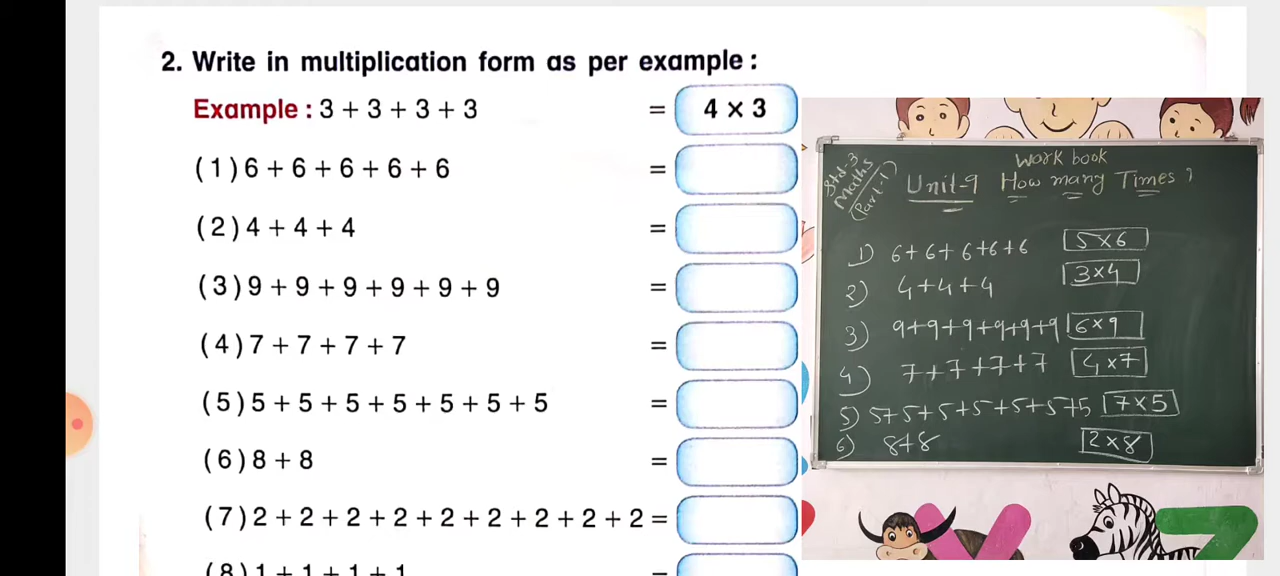 2. Write in multiplication form as per example :
Example : 3 + 3 + 3 + 3 = 4 × 3
(1) 6 + 6 + 6 + 6 + 6 =
(2) 4 + 4 + 4 =
(3) 9 + 9 + 9 + 9 + 9 + 9 =
(4) 7 + 7 + 7 + 7 =
(5) 5 + 5 + 5 + 5 + 5 + 5 + 5 =
(6) 8 + 8 =
(7) 2 + 2 + 2 + 2 + 2 + 2 + 2 + 2 + 2 =
(8) 1 + 1 + 1 + 1 =
Std-3
Maths
(Part-1)
Work book
Unit-9 How many Times ?
1) 6+6+6+6+6 5×6
2) 4+4+4 3×4
3) 9+9+9+9+9+9 6×9
4) 7+7+7+7 4×7
5) 5+5+5+5+5+5+5 7×5
6) 8+8 2×8